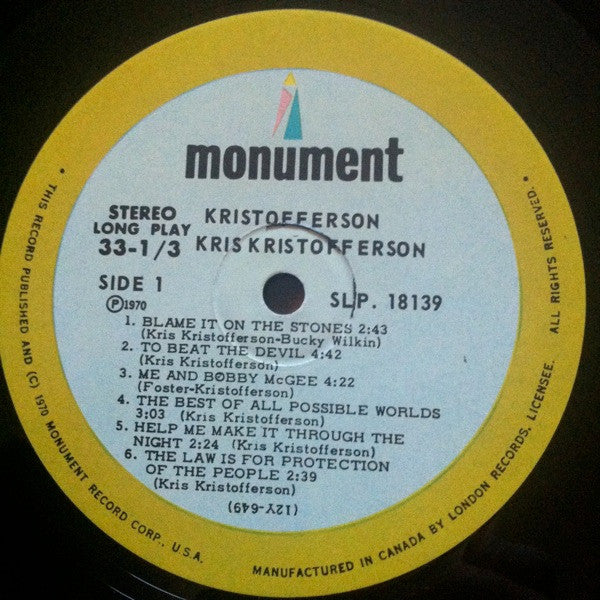 monument
STEREO
LONG PLAY
33-1/3
KRISTOFFERSON
KRIS KRISTOFFERSON
SIDE 1
Ⓟ1970
SLP. 18139
1. BLAME IT ON THE STONES 2:43
(Kris Kristofferson-Bucky Wilkin)
2. TO BEAT THE DEVIL 4:42
(Kris Kristofferson)
3. ME AND BOBBY McGEE 4:22
(Foster-Kristofferson)
4. THE BEST OF ALL POSSIBLE WORLDS
3:03 (Kris Kristofferson)
5. HELP ME MAKE IT THROUGH THE
NIGHT 2:24 (Kris Kristofferson)
6. THE LAW IS FOR PROTECTION
OF THE PEOPLE 2:39
(Kris Kristofferson)
(12Y-649)
• THIS RECORD PUBLISHED AND (C) 1970 MONUMENT RECORD CORP., U.S.A.
MANUFACTURED IN CANADA BY LONDON RECORDS, LICENSEE. ALL RIGHTS RESERVED. •